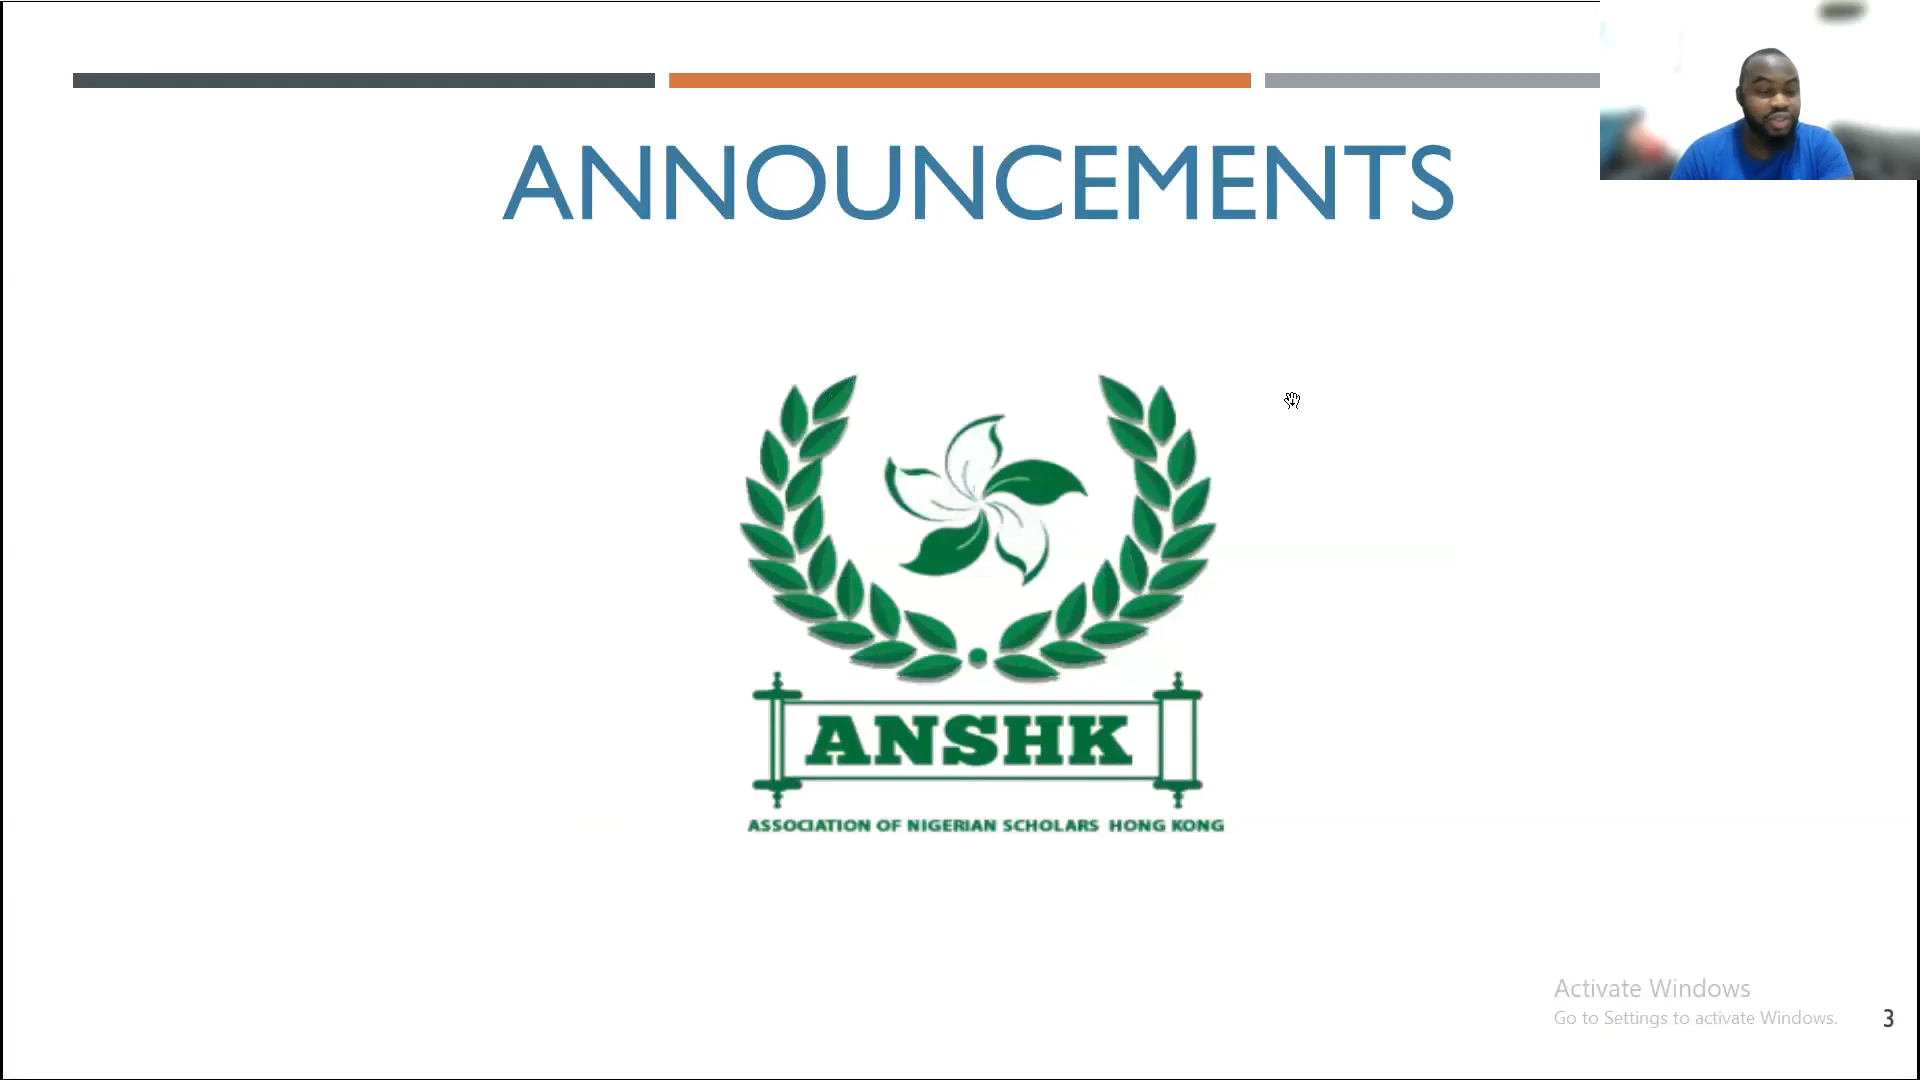 ANNOUNCEMENTS
ANSHK
ASSOCIATION OF NIGERIAN SCHOLARS HONG KONG
Activate Windows
Go to Settings to activate Windows.
3